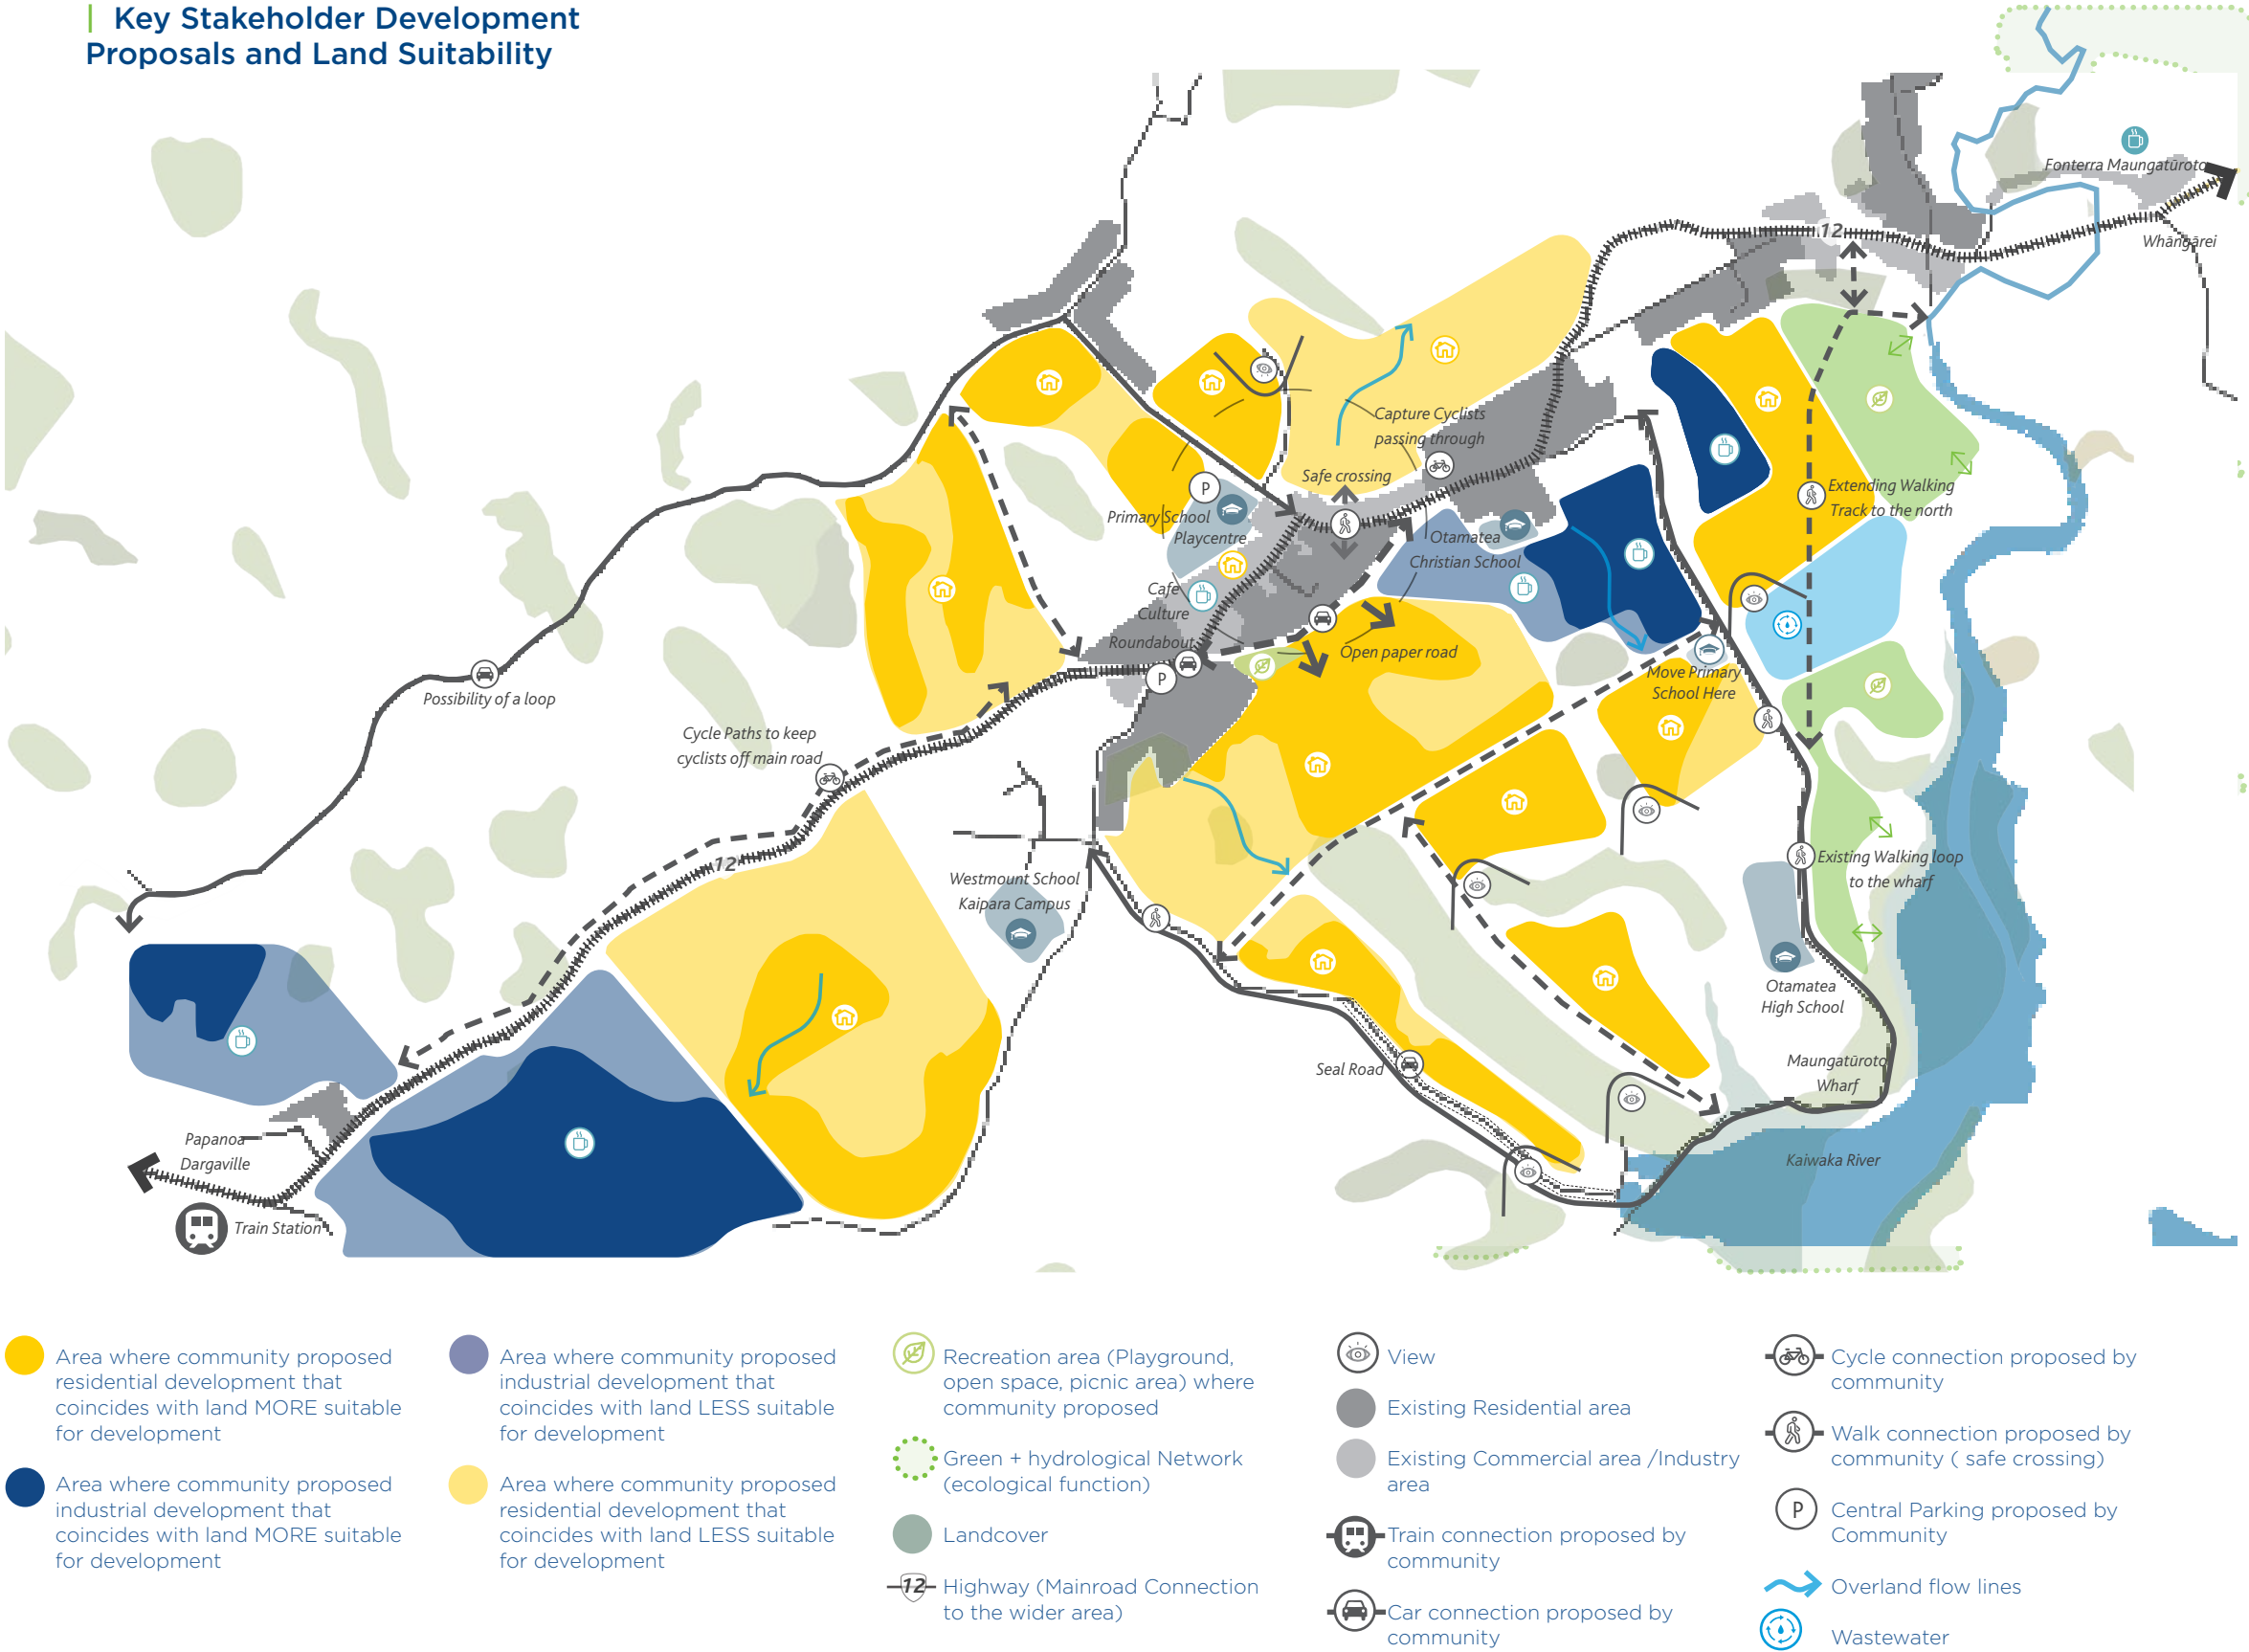 Key Stakeholder Development
Proposals and Land Suitability
Fonterra Maungatūroto
12
Whāngārei
Capture Cyclists
passing through
Safe crossing
Extending Walking
Track to the north
Primary School
Playcentre
P
Otamatea
Christian School
Cafe
Culture
Roundabout
P
Open paper road
Move Primary
School Here
Possibility of a loop
Cycle Paths to keep
cyclists off main road
12
Westmount School
Kaipara Campus
Existing Walking loop
to the wharf
Otamatea
High School
Seal Road
Maungatūroto
Wharf
Papanoa
Dargaville
Kaiwaka River
Train Station
Area where community proposed
residential development that
coincides with land MORE suitable
for development
Area where community proposed
industrial development that
coincides with land MORE suitable
for development
Area where community proposed
industrial development that
coincides with land LESS suitable
for development
Area where community proposed
residential development that
coincides with land LESS suitable
for development
Recreation area (Playground,
open space, picnic area) where
community proposed
Green + hydrological Network
(ecological function)
Landcover
12
Highway (Mainroad Connection
to the wider area)
View
Existing Residential area
Existing Commercial area /Industry
area
Train connection proposed by
community
Car connection proposed by
community
Cycle connection proposed by
community
Walk connection proposed by
community ( safe crossing)
P
Central Parking proposed by
Community
Overland flow lines
Wastewater